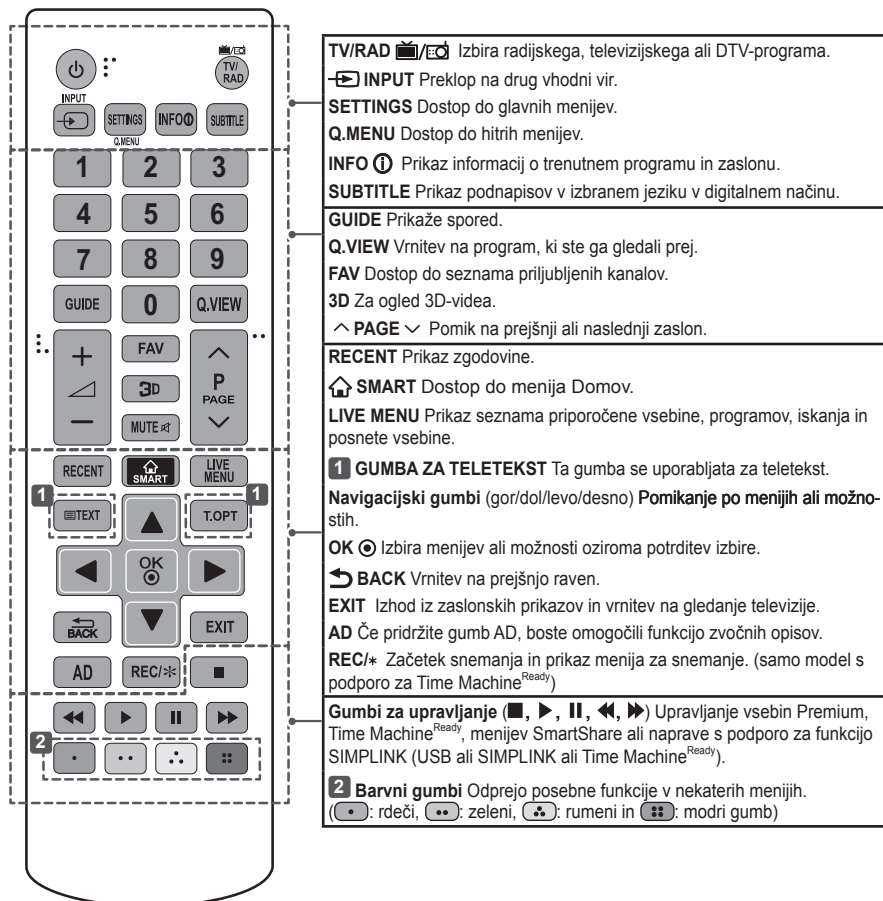 TV/RAD
INPUT
SETTINGS
INFO
SUBTITLE
Q.MENU
1 2 3
4 5 6
7 8 9
GUIDE 0 Q.VIEW
FAV
3D
P
PAGE
MUTE
RECENT
SMART
LIVE MENU
1 1
TEXT
T.OPT
OK
BACK
EXIT
AD
REC/*
2
TV/RAD / Izbira radijskega, televizijskega ali DTV-programa.
INPUT Preklop na drug vhodni vir.
SETTINGS Dostop do glavnih menijev.
Q.MENU Dostop do hitrih menijev.
INFO ⓘ Prikaz informacij o trenutnem programu in zaslonu.
SUBTITLE Prikaz podnapisov v izbranem jeziku v digitalnem načinu.
GUIDE Prikaže spored.
Q.VIEW Vrnitev na program, ki ste ga gledali prej.
FAV Dostop do seznama priljubljenih kanalov.
3D Za ogled 3D-videa.
PAGE Pomik na prejšnji ali naslednji zaslon.
RECENT Prikaz zgodovine.
SMART Dostop do menija Domov.
LIVE MENU Prikaz seznama priporočene vsebine, programov, iskanja in
posnete vsebine.
1 GUMBA ZA TELETEKST Ta gumba se uporabljata za teletekst.
Navigacijski gumbi (gor/dol/levo/desno) Pomikanje po menijih ali možno-
stih.
OK ⊙ Izbira menijev ali možnosti oziroma potrditev izbire.
BACK Vrnitev na prejšnjo raven.
EXIT Izhod iz zaslonskih prikazov in vrnitev na gledanje televizije.
AD Če pridržite gumb AD, boste omogočili funkcijo zvočnih opisov.
REC/* Začetek snemanja in prikaz menija za snemanje. (samo model s
podporo za Time Machine Ready)
Gumbi za upravljanje (■, ▶, II, ◀◀, ▶▶) Upravljanje vsebin Premium,
Time Machine Ready, menijev SmartShare ali naprave s podporo za funkcijo
SIMPLINK (USB ali SIMPLINK ali Time Machine Ready).
2 Barvni gumbi Odprejo posebne funkcije v nekaterih menijih.
(: rdeči, : zeleni, : rumeni in : modri gumb)